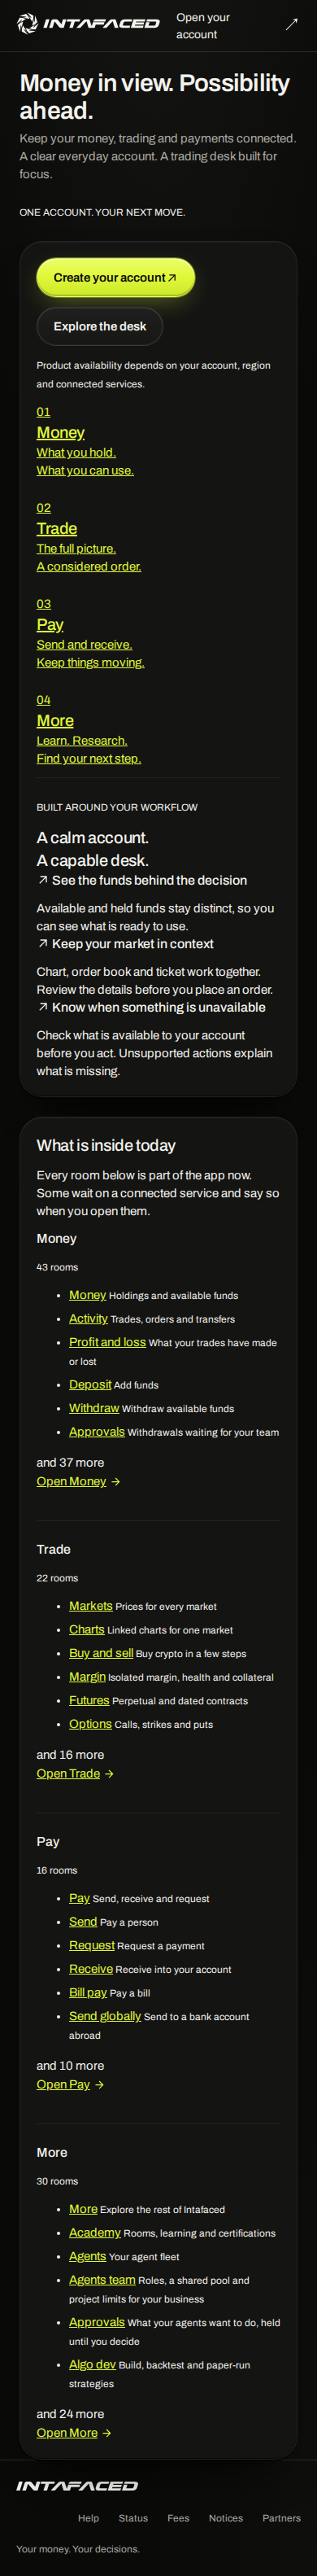 INTAFACED
Open your
account
Money in view. Possibility
ahead.
Keep your money, trading and payments connected.
A clear everyday account. A trading desk built for
focus.
ONE ACCOUNT. YOUR NEXT MOVE.
Create your account
Explore the desk
Product availability depends on your account, region
and connected services.
01
Money
What you hold.
What you can use.
02
Trade
The full picture.
A considered order.
03
Pay
Send and receive.
Keep things moving.
04
More
Learn. Research.
Find your next step.
BUILT AROUND YOUR WORKFLOW
A calm account.
A capable desk.
See the funds behind the decision
Available and held funds stay distinct, so you
can see what is ready to use.
Keep your market in context
Chart, order book and ticket work together.
Review the details before you place an order.
Know when something is unavailable
Check what is available to your account
before you act. Unsupported actions explain
what is missing.
What is inside today
Every room below is part of the app now.
Some wait on a connected service and say so
when you open them.
Money
43 rooms
Money Holdings and available funds
Activity Trades, orders and transfers
Profit and loss What your trades have made
or lost
Deposit Add funds
Withdraw Withdraw available funds
Approvals Withdrawals waiting for your team
and 37 more
Open Money →
Trade
22 rooms
Markets Prices for every market
Charts Linked charts for one market
Buy and sell Buy crypto in a few steps
Margin Isolated margin, health and collateral
Futures Perpetual and dated contracts
Options Calls, strikes and puts
and 16 more
Open Trade →
Pay
16 rooms
Pay Send, receive and request
Send Pay a person
Request Request a payment
Receive Receive into your account
Bill pay Pay a bill
Send globally Send to a bank account
abroad
and 10 more
Open Pay →
More
30 rooms
More Explore the rest of Intafaced
Academy Rooms, learning and certifications
Agents Your agent fleet
Agents team Roles, a shared pool and
project limits for your business
Approvals What your agents want to do, held
until you decide
Algo dev Build, backtest and paper-run
strategies
and 24 more
Open More →
INTAFACED
Help Status Fees Notices Partners
Your money. Your decisions.